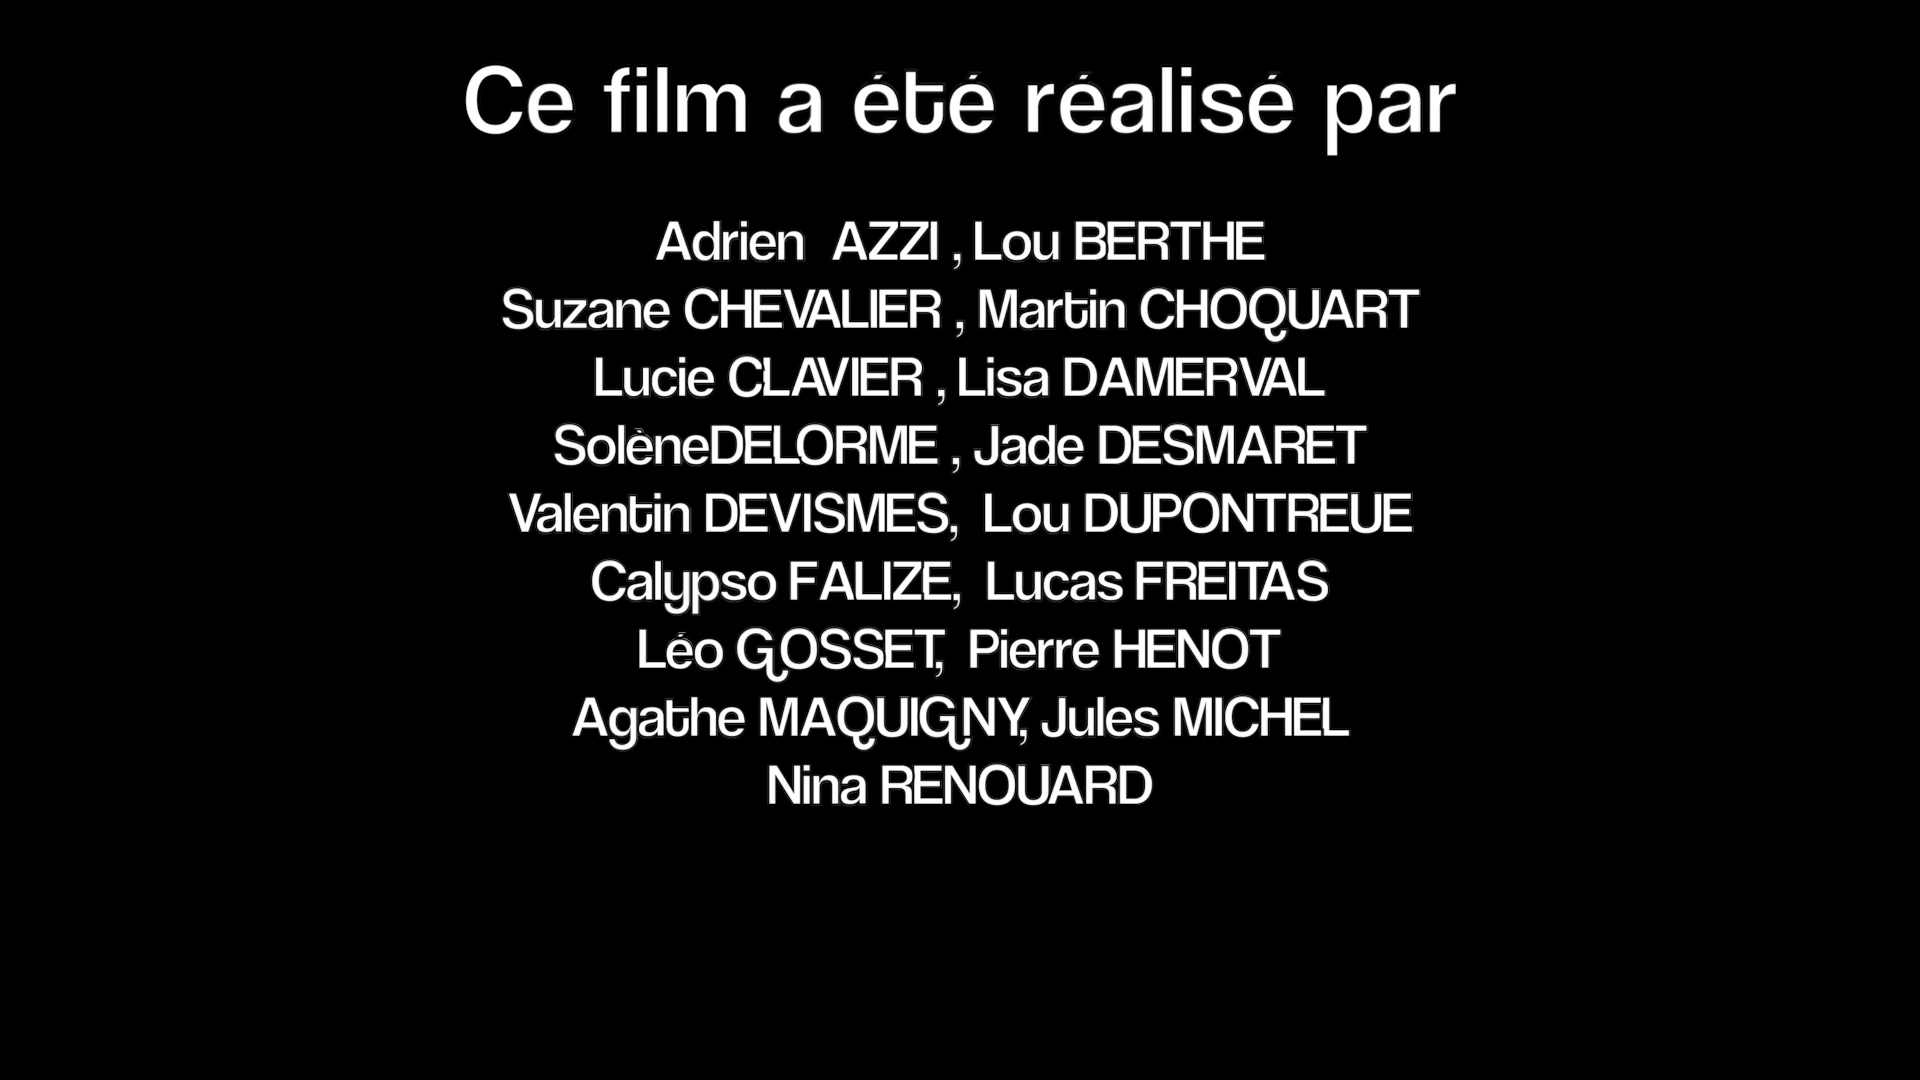 Ce film a été réalisé par
Adrien AZZI , Lou BERTHE
Suzane CHEVALIER , Martin CHOQUART
Lucie CLAVIER , Lisa DAMERVAL
SolèneDELORME , Jade DESMARET
Valentin DEVISMES, Lou DUPONTREUE
Calypso FALIZE, Lucas FREITAS
Léo GOSSET, Pierre HENOT
Agathe MAQUIGNY, Jules MICHEL
Nina RENOUARD